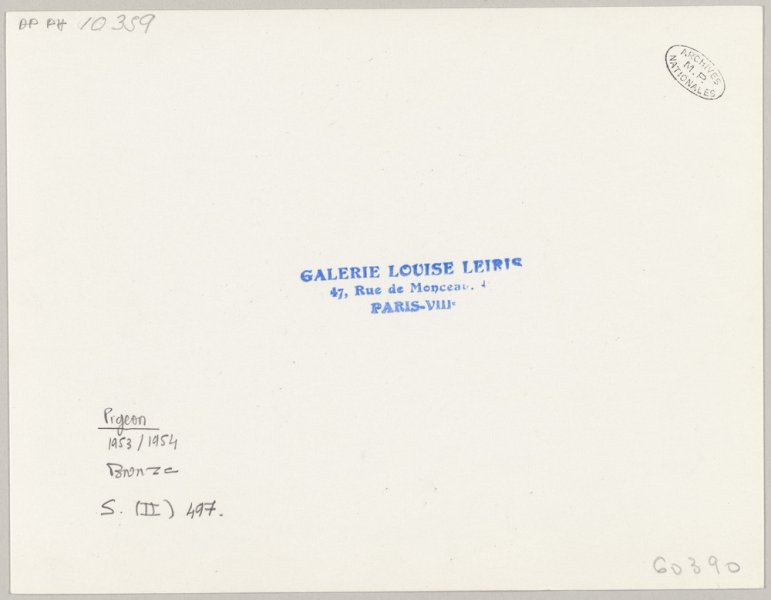 DP PH 10359
ARCHIVES
M.P.
NATIONALES
GALERIE LOUISE LEIRIS
47, Rue de Monceau.
PARIS-VIIIe
Pigeon
1953/1954
Bronze
S. (II) 497.
60390